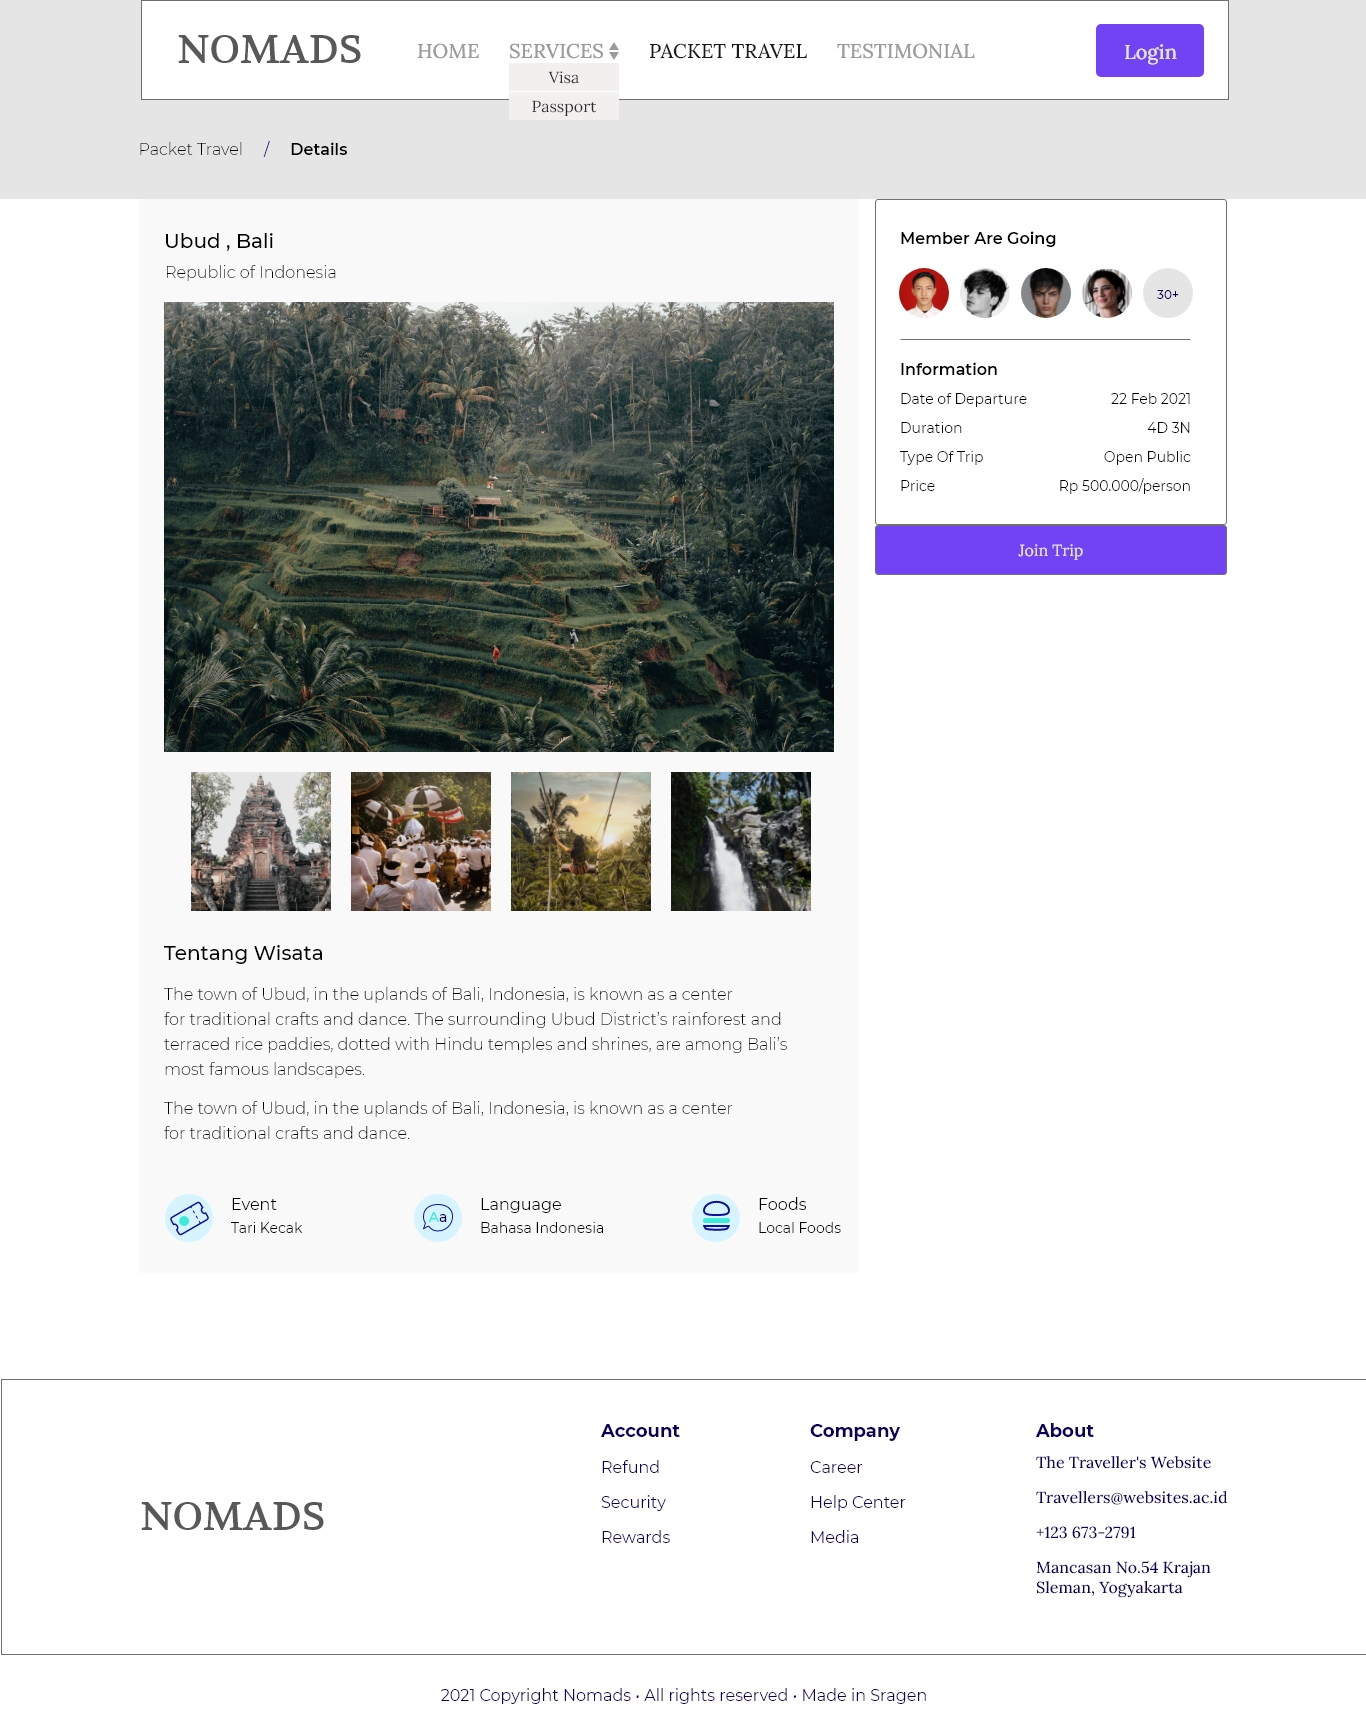 NOMADS
HOME
SERVICES
PACKET TRAVEL
TESTIMONIAL
Login
Visa
Passport
Packet Travel / Details
Ubud , Bali
Republic of Indonesia
Tentang Wisata
The town of Ubud, in the uplands of Bali, Indonesia, is known as a center
for traditional crafts and dance. The surrounding Ubud District’s rainforest and
terraced rice paddies, dotted with Hindu temples and shrines, are among Bali’s
most famous landscapes.
The town of Ubud, in the uplands of Bali, Indonesia, is known as a center
for traditional crafts and dance.
Event
Tari Kecak
Aa
Language
Bahasa Indonesia
Foods
Local Foods
Member Are Going
30+
Information
Date of Departure 22 Feb 2021
Duration 4D 3N
Type Of Trip Open Public
Price Rp 500.000/person
Join Trip
NOMADS
Account
Refund
Security
Rewards
Company
Career
Help Center
Media
About
The Traveller's Website
Travellers@websites.ac.id
+123 673-2791
Mancasan No.54 Krajan
Sleman, Yogyakarta
2021 Copyright Nomads • All rights reserved • Made in Sragen